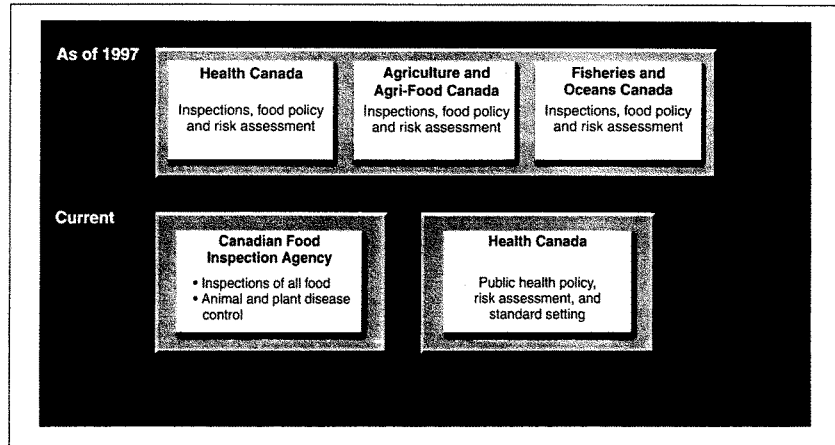 As of 1997
Health Canada
Inspections, food policy
and risk assessment
Agriculture and
Agri-Food Canada
Inspections, food policy
and risk assessment
Fisheries and
Oceans Canada
Inspections, food policy
and risk assessment
Current
Canadian Food
Inspection Agency
• Inspections of all food
• Animal and plant disease
control
Health Canada
Public health policy,
risk assessment, and
standard setting